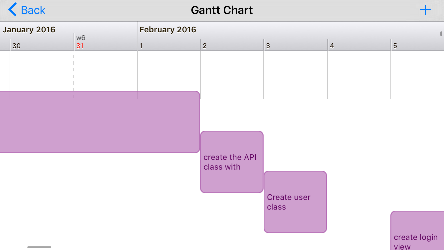 Back
Gantt Chart
+
January 2016
February 2016
w6
30
31
1
2
3
4
5
create the API
class with
Create user
class
create login
view